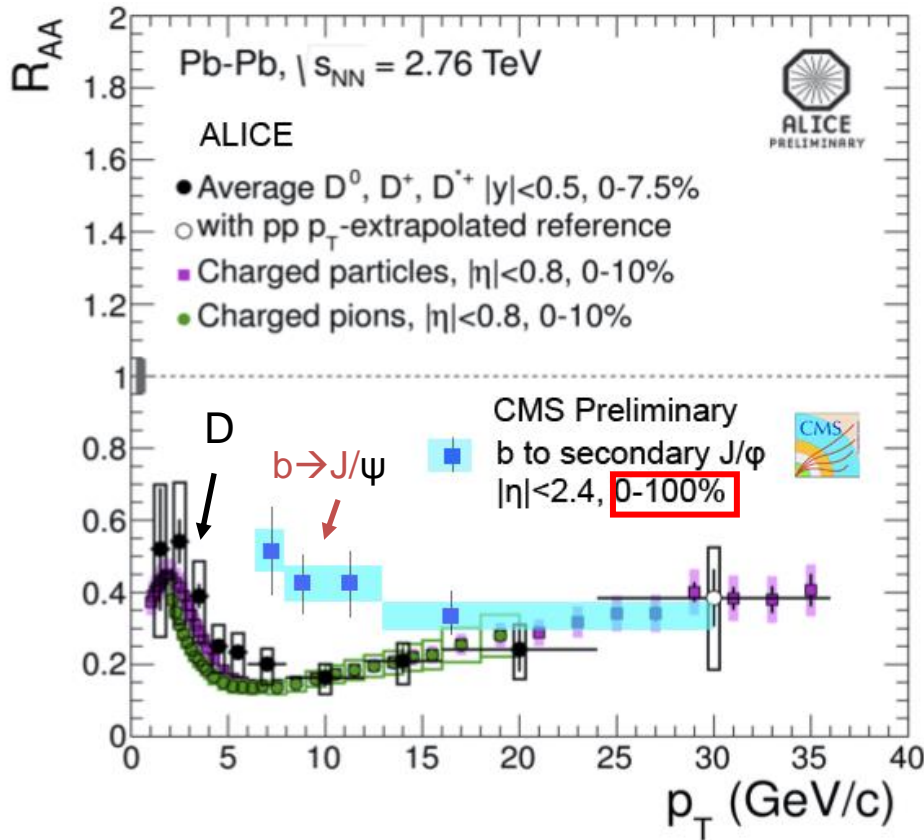 R_AA
2
1.8
1.6
1.4
1.2
1
0.8
0.6
0.4
0.2
0
Pb-Pb, √s_NN = 2.76 TeV
ALICE
PRELIMINARY
ALICE
Average D⁰, D⁺, D*⁺ |y|<0.5, 0-7.5%
with pp p_T-extrapolated reference
Charged particles, |η|<0.8, 0-10%
Charged pions, |η|<0.8, 0-10%
CMS Preliminary
b to secondary J/φ
|η|<2.4, 0-100%
CMS
D
b→J/ψ
0 5 10 15 20 25 30 35 40
p_T (GeV/c)